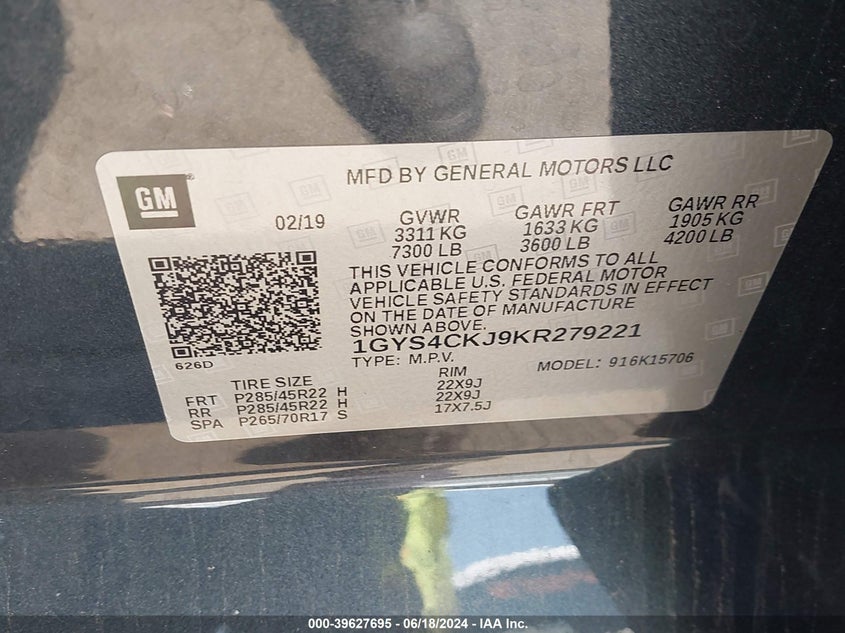 GM
MFD BY GENERAL MOTORS LLC
02/19
GVWR
3311 KG
7300 LB
GAWR FRT
1633 KG
3600 LB
GAWR RR
1905 KG
4200 LB
THIS VEHICLE CONFORMS TO ALL
APPLICABLE U.S. FEDERAL MOTOR
VEHICLE SAFETY STANDARDS IN EFFECT
ON THE DATE OF MANUFACTURE
SHOWN ABOVE.
1GYS4CKJ9KR279221
TYPE: M.P.V.
MODEL: 916K15706
626D
TIRE SIZE RIM
FRT P285/45R22 H 22X9J
RR P285/45R22 H 22X9J
SPA P265/70R17 S 17X7.5J
000-39627695 - 06/18/2024 - IAA Inc.